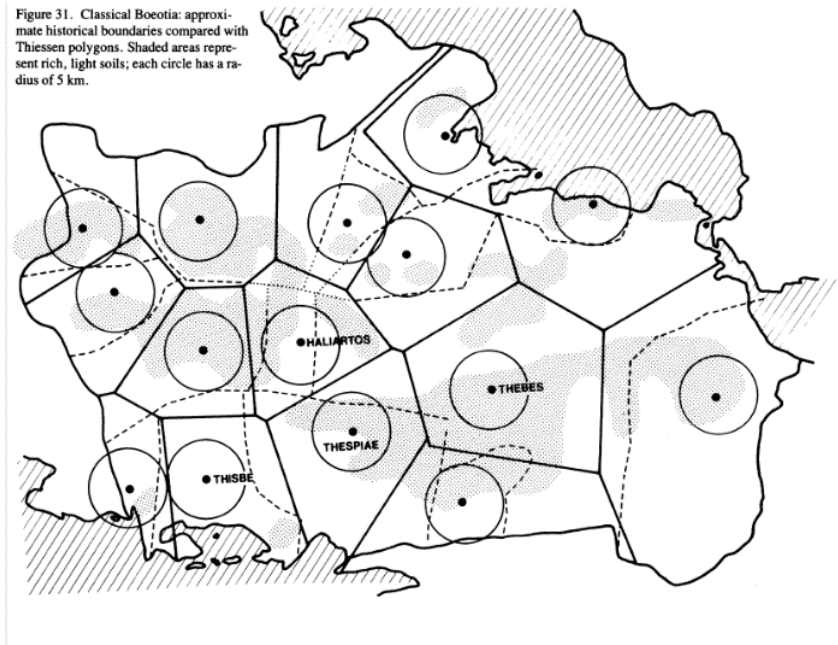 Figure 31. Classical Boeotia: approxi-
mate historical boundaries compared with
Thiessen polygons. Shaded areas repre-
sent rich, light soils; each circle has a ra-
dius of 5 km.
HALIARTOS
THEBES
THESPIAE
THISBE